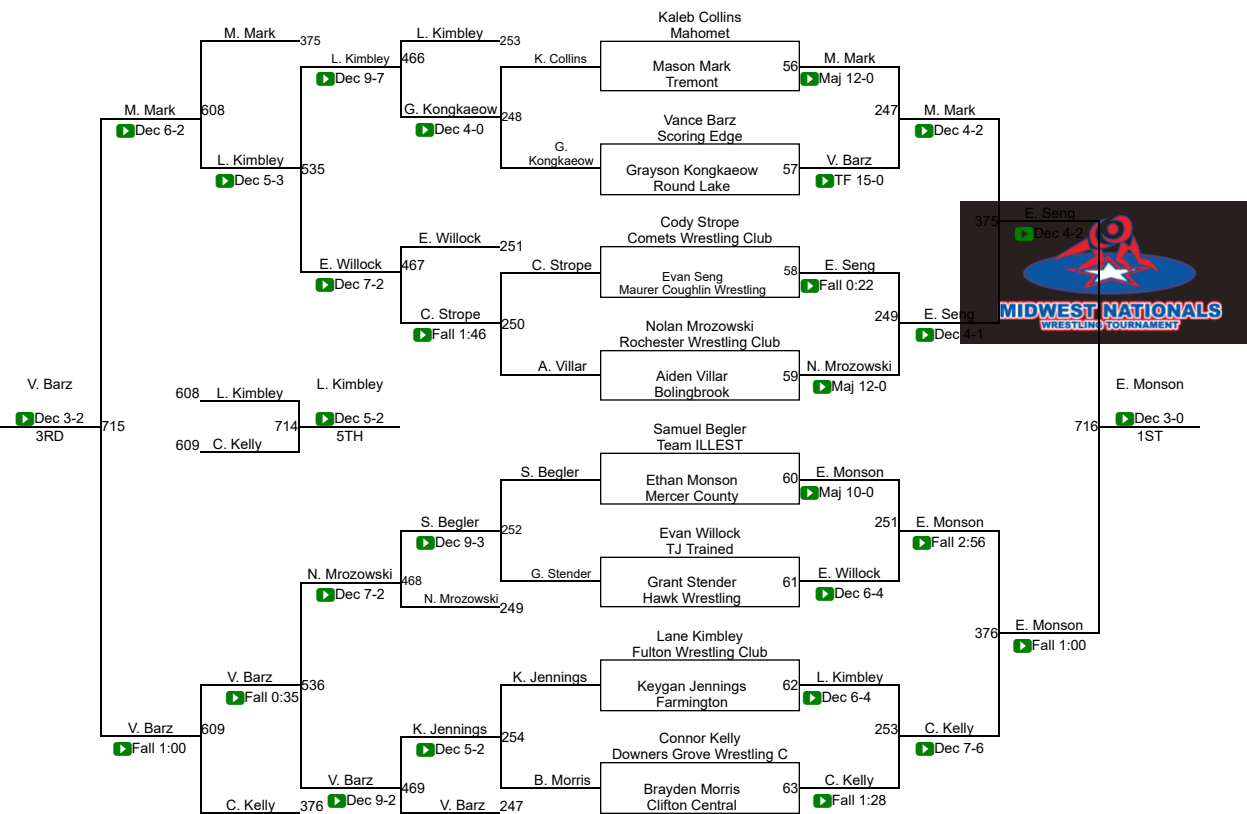 Kaleb Collins
Mahomet
M. Mark
375
L. Kimbley
253
L. Kimbley
466
Dec 9-7
K. Collins
Mason Mark
56
Tremont
M. Mark
Maj 12-0
M. Mark
608
Dec 6-2
G. Kongkaeow
248
Dec 4-0
Vance Barz
Scoring Edge
247
M. Mark
Dec 4-2
L. Kimbley
535
Dec 5-3
G.
Kongkaeow
Grayson Kongkaeow
57
Round Lake
V. Barz
TF 15-0
Cody Strope
Comets Wrestling Club
375
E. Seng
Dec 4-2
E. Willock
251
E. Willock
467
Dec 7-2
C. Strope
Evan Seng
58
Maurer Coughlin Wrestling
E. Seng
Fall 0:22
MIDWEST NATIONALS
WRESTLING TOURNAMENT
C. Strope
250
Fall 1:46
Nolan Mrozowski
Rochester Wrestling Club
249
E. Seng
Dec 4-1
A. Villar
Aiden Villar
59
Bolingbrook
N. Mrozowski
Maj 12-0
V. Barz
Dec 3-2
3RD
715
608
L. Kimbley
609
C. Kelly
714
L. Kimbley
Dec 5-2
5TH
E. Monson
716
Dec 3-0
1ST
Samuel Begler
Team ILLEST
S. Begler
Ethan Monson
60
Mercer County
E. Monson
Maj 10-0
S. Begler
252
Dec 9-3
Evan Willock
TJ Trained
251
E. Monson
Fall 2:56
N. Mrozowski
468
Dec 7-2
G. Stender
Grant Stender
61
Hawk Wrestling
E. Willock
Dec 6-4
N. Mrozowski
249
Lane Kimbley
Fulton Wrestling Club
376
E. Monson
Fall 1:00
V. Barz
536
Fall 0:35
K. Jennings
Keygan Jennings
62
Farmington
L. Kimbley
Dec 6-4
V. Barz
609
Fall 1:00
K. Jennings
254
Dec 5-2
Connor Kelly
Downers Grove Wrestling C
253
C. Kelly
Dec 7-6
V. Barz
469
Dec 9-2
B. Morris
Brayden Morris
63
Clifton Central
C. Kelly
Fall 1:28
C. Kelly
376
V. Barz
247